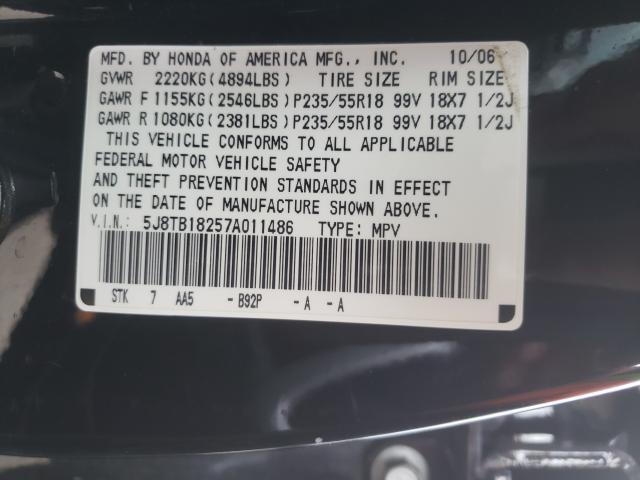 MFD. BY HONDA OF AMERICA MFG., INC. 10/06
GVWR 2220KG(4894LBS) TIRE SIZE RIM SIZE
GAWR F 1155KG(2546LBS) P235/55R18 99V 18X7 1/2J
GAWR R 1080KG(2381LBS) P235/55R18 99V 18X7 1/2J
THIS VEHICLE CONFORMS TO ALL APPLICABLE
FEDERAL MOTOR VEHICLE SAFETY
AND THEFT PREVENTION STANDARDS IN EFFECT
ON THE DATE OF MANUFACTURE SHOWN ABOVE.
V.I.N.: 5J8TB18257A011486 TYPE: MPV
STK 7 AA5 -B92P -A -A